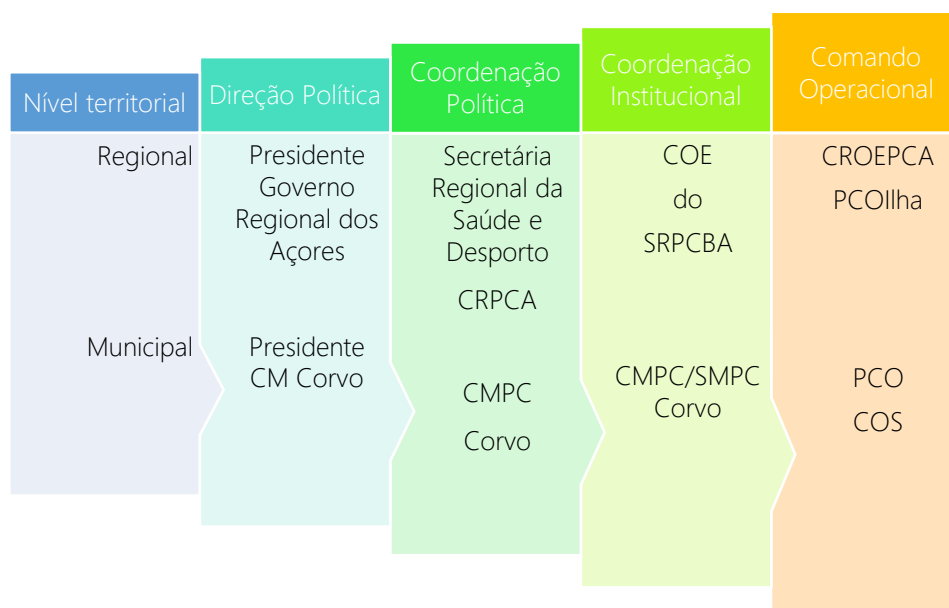 Nível territorial
Direção Política
Coordenação
Política
Coordenação
Institucional
Comando
Operacional
Regional
Presidente
Governo
Regional dos
Açores
Secretária
Regional da
Saúde e
Desporto
CRPCA
COE
do
SRPCBA
CROEPCA
PCOIlha
Municipal
Presidente
CM Corvo
CMPC
Corvo
CMPC/SMPC
Corvo
PCO
COS